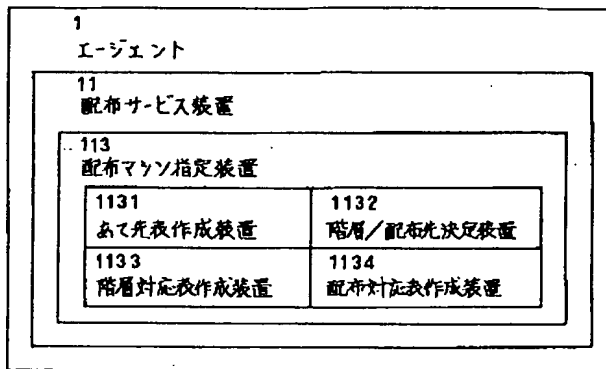 1
エージェント
11
配布サービス装置
113
配布マシン指定装置
1131
あて先表作成装置
1132
階層/配布先決定装置
1133
階層対応表作成装置
1134
配布対応表作成装置